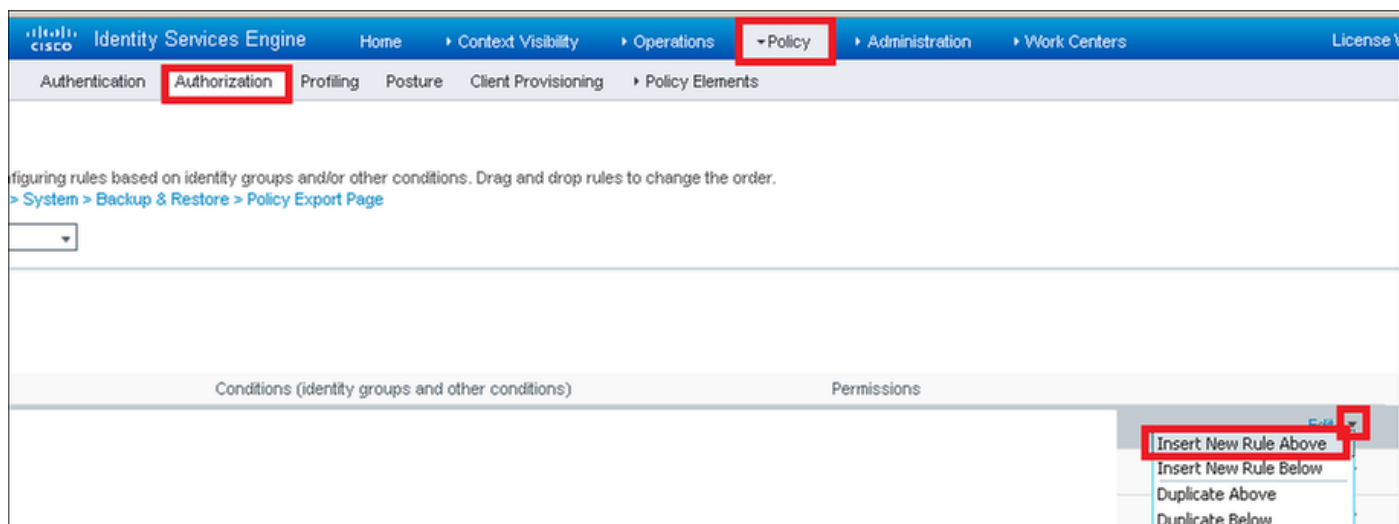 cisco Identity Services Engine Home Context Visibility Operations Policy Administration Work Centers License
Authentication Authorization Profiling Posture Client Provisioning Policy Elements
figuring rules based on identity groups and/or other conditions. Drag and drop rules to change the order.
> System > Backup & Restore > Policy Export Page
Conditions (identity groups and other conditions) Permissions
Edit
Insert New Rule Above
Insert New Rule Below
Duplicate Above
Duplicate Below